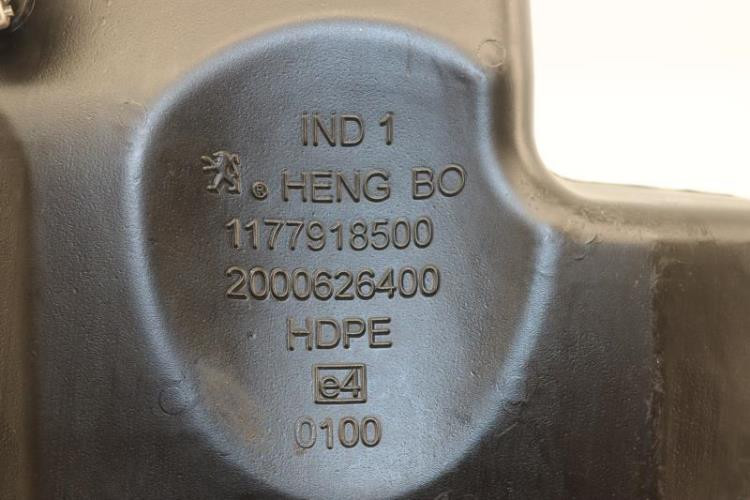 IND 1
® HENG BO
1177918500
2000626400
HDPE
e4
0100